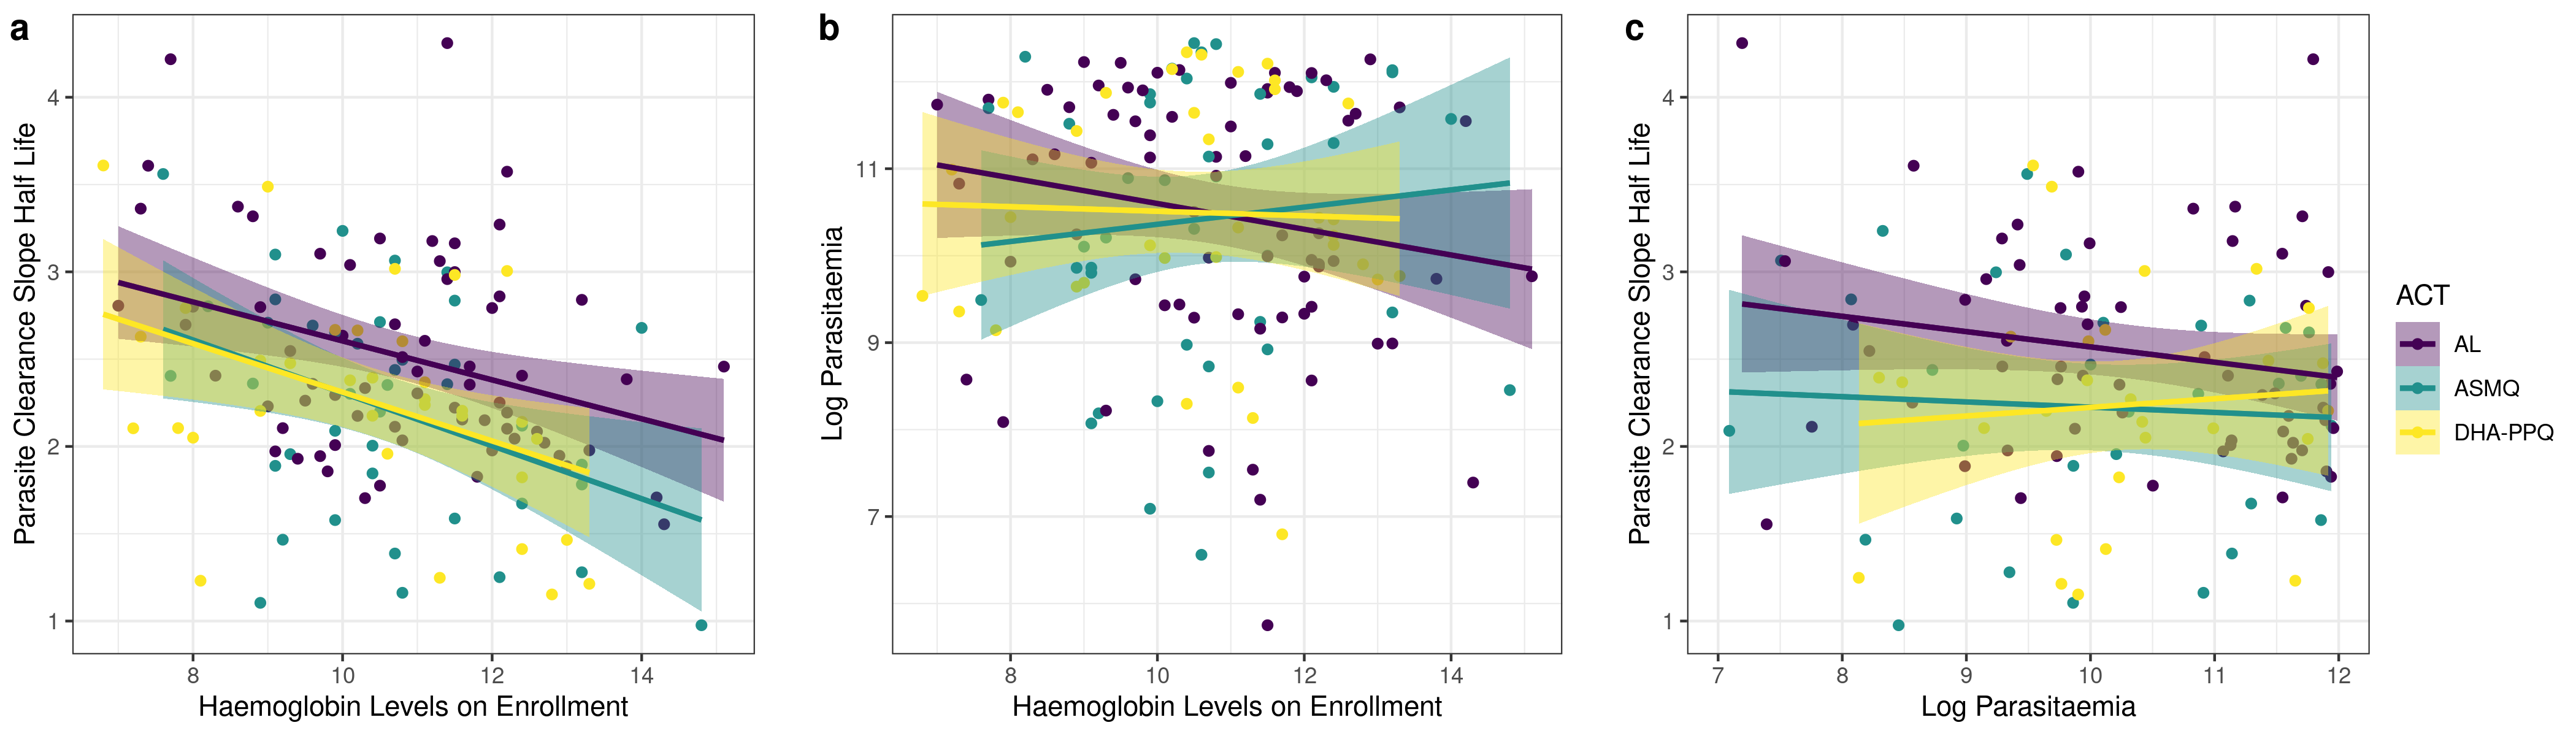 a
Parasite Clearance Slope Half Life
4
3
2
1
8 10 12 14
Haemoglobin Levels on Enrollment
b
Log Parasitaemia
11
9
7
8 10 12 14
Haemoglobin Levels on Enrollment
c
Parasite Clearance Slope Half Life
4
3
2
1
7 8 9 10 11 12
Log Parasitaemia
ACT
AL
ASMQ
DHA-PPQ